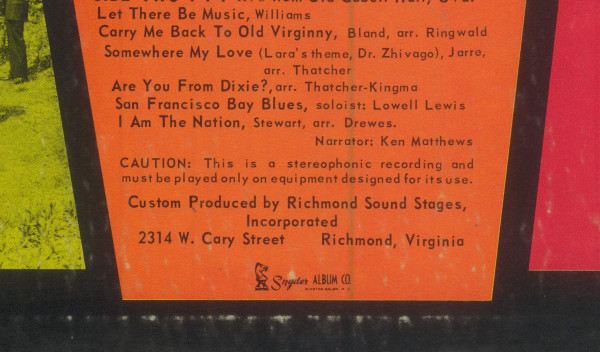 Let There Be Music, Williams
Carry Me Back To Old Virginny, Bland, arr. Ringwald
Somewhere My Love (Lara's theme, Dr. Zhivago), Jarre,
arr. Thatcher
Are You From Dixie?, arr. Thatcher-Kingma
San Francisco Bay Blues, soloist: Lowell Lewis
I Am The Nation, Stewart, arr. Drewes.
Narrator: Ken Matthews
CAUTION: This is a stereophonic recording and
must be played only on equipment designed for its use.
Custom Produced by Richmond Sound Stages,
Incorporated
2314 W. Cary Street Richmond, Virginia
Snyder ALBUM CO.